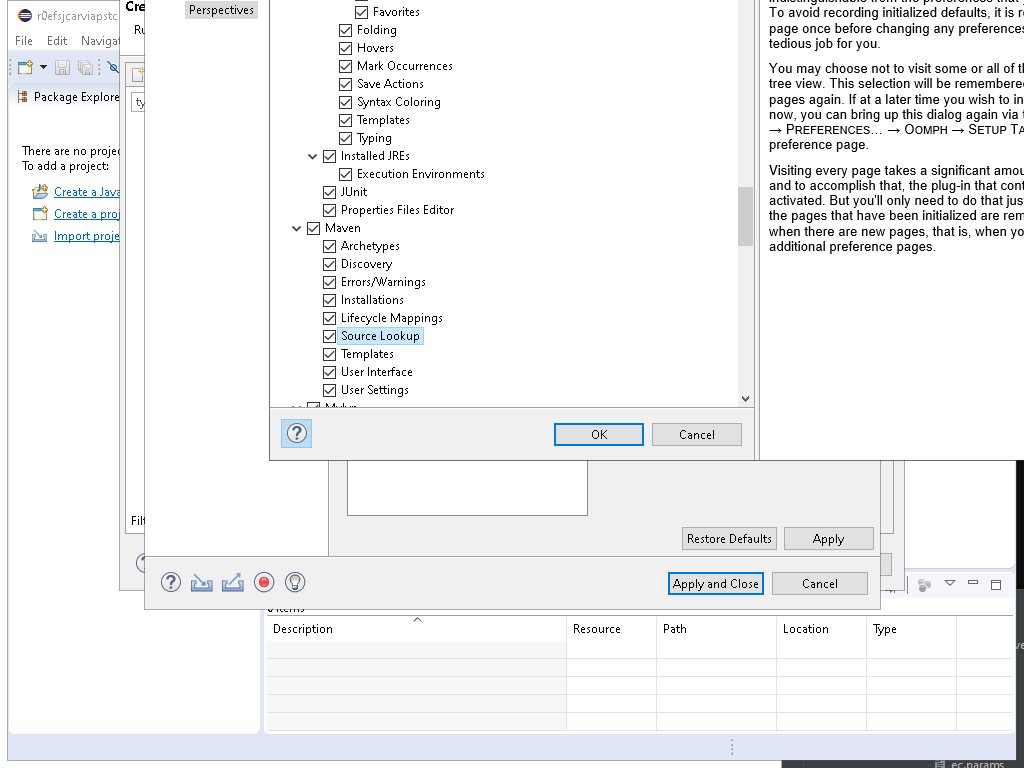 r0efsjcarviapstc
File Edit Naviga
Package Explore
There are no proje
To add a project:
Create a Java
Create a proj
Import proje
Cre
Ru
ty
Filt
Perspectives
Favorites
Folding
Hovers
Mark Occurrences
Save Actions
Syntax Coloring
Templates
Typing
Installed JREs
Execution Environments
JUnit
Properties Files Editor
Maven
Archetypes
Discovery
Errors/Warnings
Installations
Lifecycle Mappings
Source Lookup
Templates
User Interface
User Settings
OK Cancel
To avoid recording initialized defaults, it is r
page once before changing any preferences
tedious job for you.
You may choose not to visit some or all of th
tree view. This selection will be remembered
pages again. If at a later time you wish to in
now, you can bring up this dialog again via t
→ PREFERENCES... → OOMPH → SETUP TA
preference page.
Visiting every page takes a significant amou
and to accomplish that, the plug-in that cont
activated. But you'll only need to do that jus
the pages that have been initialized are rem
when there are new pages, that is, when yo
additional preference pages.
Restore Defaults Apply
Apply and Close Cancel
Description Resource Path Location Type
ec.params